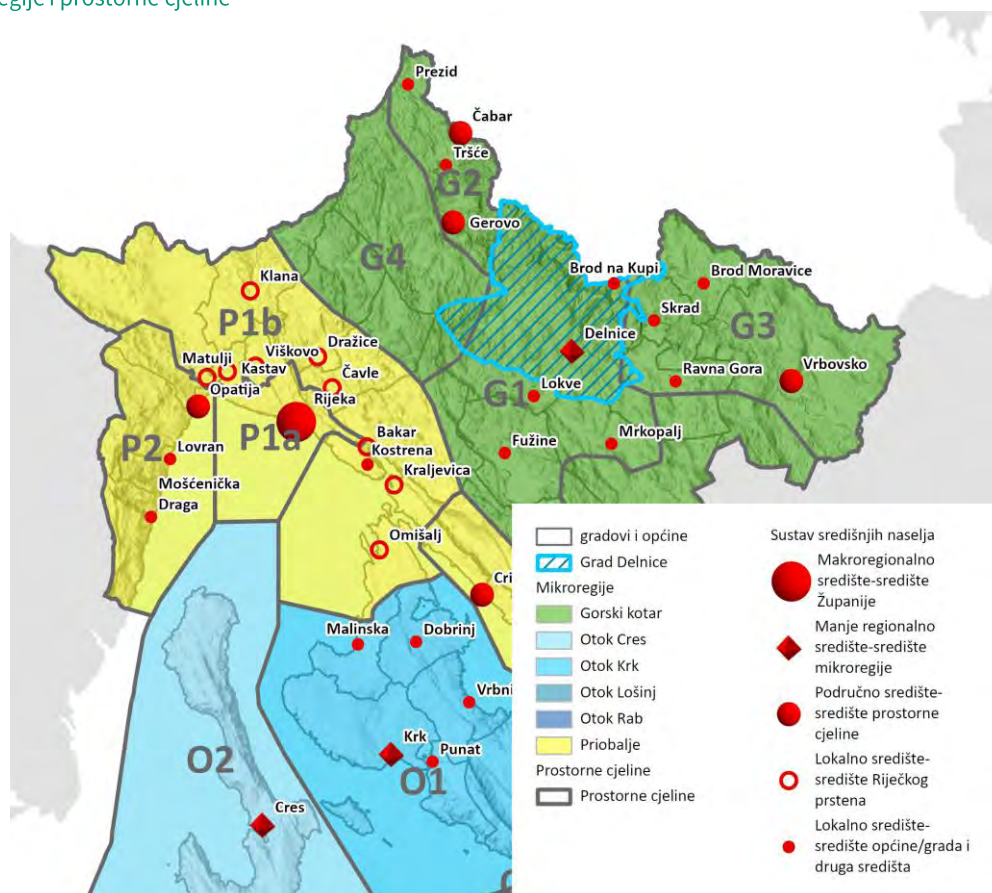 egije i prostorne cjeline
Prezid
Čabar
Tršće
G2
Gerovo
G4
Brod na Kupi
Brod Moravice
Klana
Skrad
G3
P1b
Dražice
Delnice
Matulji
Viškovo
Kastav
Čavle
Ravna Gora
Vrbovsko
Opatija
Rijeka
G1
Lokve
P1a
Bakar
Mrkopalj
P2
Lovran
Kostrena
Fužine
Mošćenička
Draga
Kraljevica
Omišalj
Cri
Malinska
Dobrinj
Vrbni
Krk
Punat
O2
O1
Cres
gradovi i općine
Grad Delnice
Mikroregije
Gorski kotar
Otok Cres
Otok Krk
Otok Lošinj
Otok Rab
Priobalje
Prostorne cjeline
Prostorne cjeline
Sustav središnjih naselja
Makroregionalno
središte-središte
Županije
Manje regionalno
središte-središte
mikroregije
Područno središte-
središte prostorne
cjeline
Lokalno središte-
središte Riječkog
prstena
Lokalno središte-
središte općine/grada i
druga središta